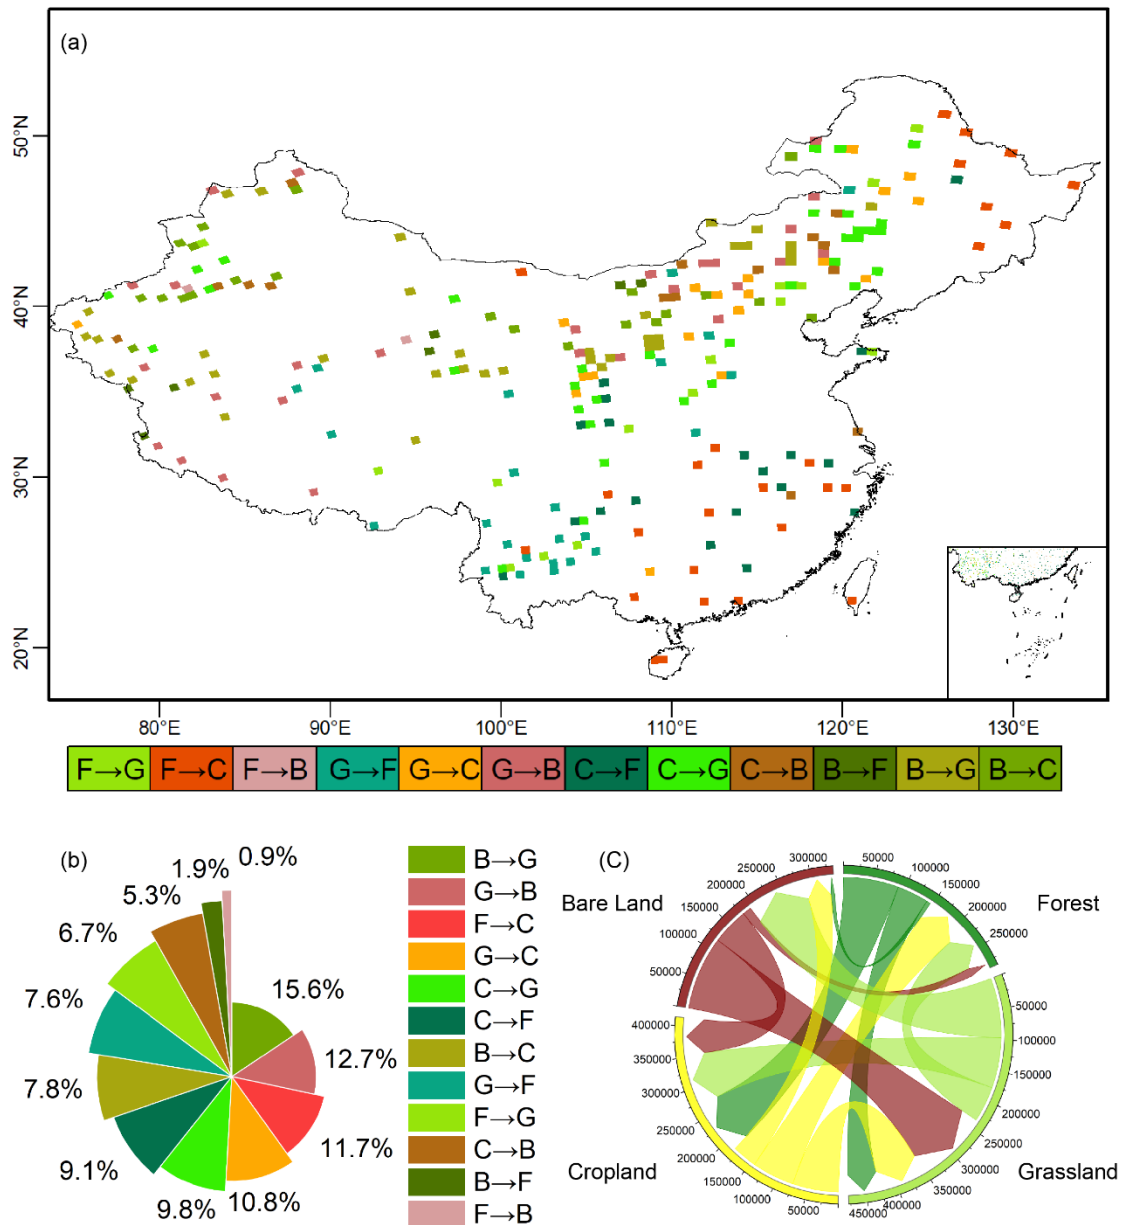 (a)
50°N
40°N
30°N
20°N
80°E 90°E 100°E 110°E 120°E 130°E
F→G F→C F→B G→F G→C G→B C→F C→G C→B B→F B→G B→C
(b)
0.9%
1.9%
5.3%
6.7%
7.6%
7.8%
9.1%
9.8%
10.8%
11.7%
12.7%
15.6%
B→G
G→B
F→C
G→C
C→G
C→F
B→C
G→F
F→G
C→B
B→F
F→B
(C)
Bare Land
50000
100000
150000
200000
250000
300000
Forest
50000
100000
150000
200000
250000
Grassland
50000
100000
150000
200000
250000
300000
350000
400000
450000
Cropland
50000
100000
150000
200000
250000
300000
350000
400000